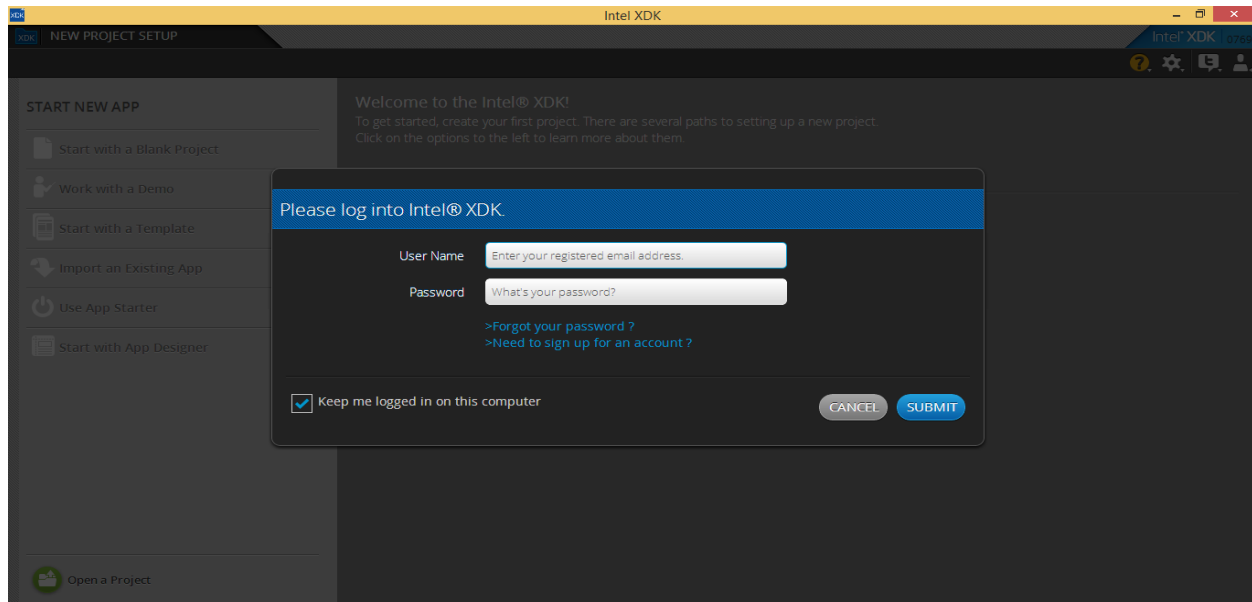 XDK
Intel XDK
XDK NEW PROJECT SETUP
Intel® XDK 0769
START NEW APP
Start with a Blank Project
Work with a Demo
Start with a Template
Import an Existing App
Use App Starter
Start with App Designer
Open a Project
Welcome to the Intel® XDK!
To get started, create your first project. There are several paths to setting up a new project.
Click on the options to the left to learn more about them.
Please log into Intel® XDK.
User Name
Enter your registered email address.
Password
What's your password?
>Forgot your password ?
>Need to sign up for an account ?
Keep me logged in on this computer
CANCEL
SUBMIT